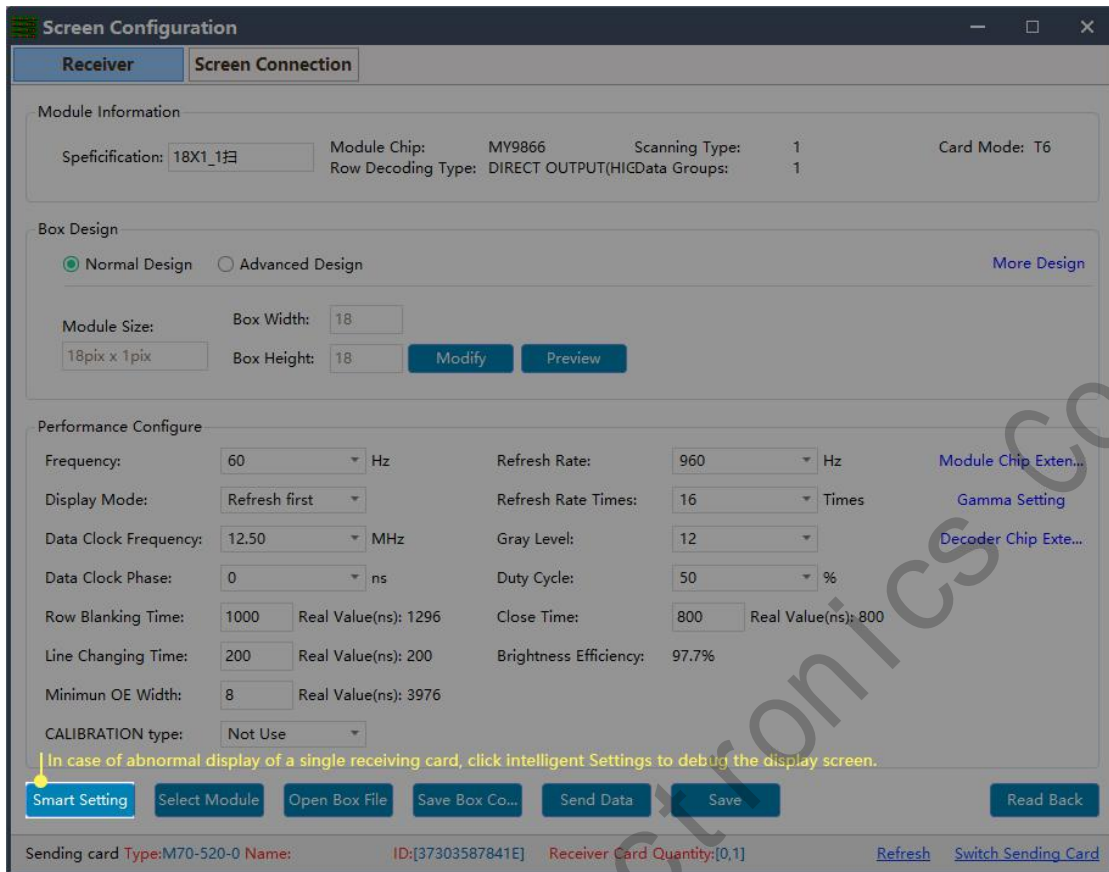 Screen Configuration
Receiver Screen Connection
Module Information
Speficification: 18X1_1扫 Module Chip: MY9866 Scanning Type: 1 Card Mode: T6
Row Decoding Type: DIRECT OUTPUT(HIGData Groups: 1
Box Design
Normal Design Advanced Design More Design
Module Size: Box Width: 18
18pix x 1pix Box Height: 18 Modify Preview
Performance Configure
Frequency: 60 Hz Refresh Rate: 960 Hz Module Chip Exten...
Display Mode: Refresh first Refresh Rate Times: 16 Times Gamma Setting
Data Clock Frequency: 12.50 MHz Gray Level: 12 Decoder Chip Exte...
Data Clock Phase: 0 ns Duty Cycle: 50 %
Row Blanking Time: 1000 Real Value(ns): 1296 Close Time: 800 Real Value(ns): 800
Line Changing Time: 200 Real Value(ns): 200 Brightness Efficiency: 97.7%
Minimun OE Width: 8 Real Value(ns): 3976
CALIBRATION type: Not Use
In case of abnormal display of a single receiving card, click intelligent Settings to debug the display screen.
Smart Setting Select Module Open Box File Save Box Co... Send Data Save Read Back
Sending card Type:M70-520-0 Name: ID:[37303587841E] Receiver Card Quantity:[0,1] Refresh Switch Sending Card
ctronics Co